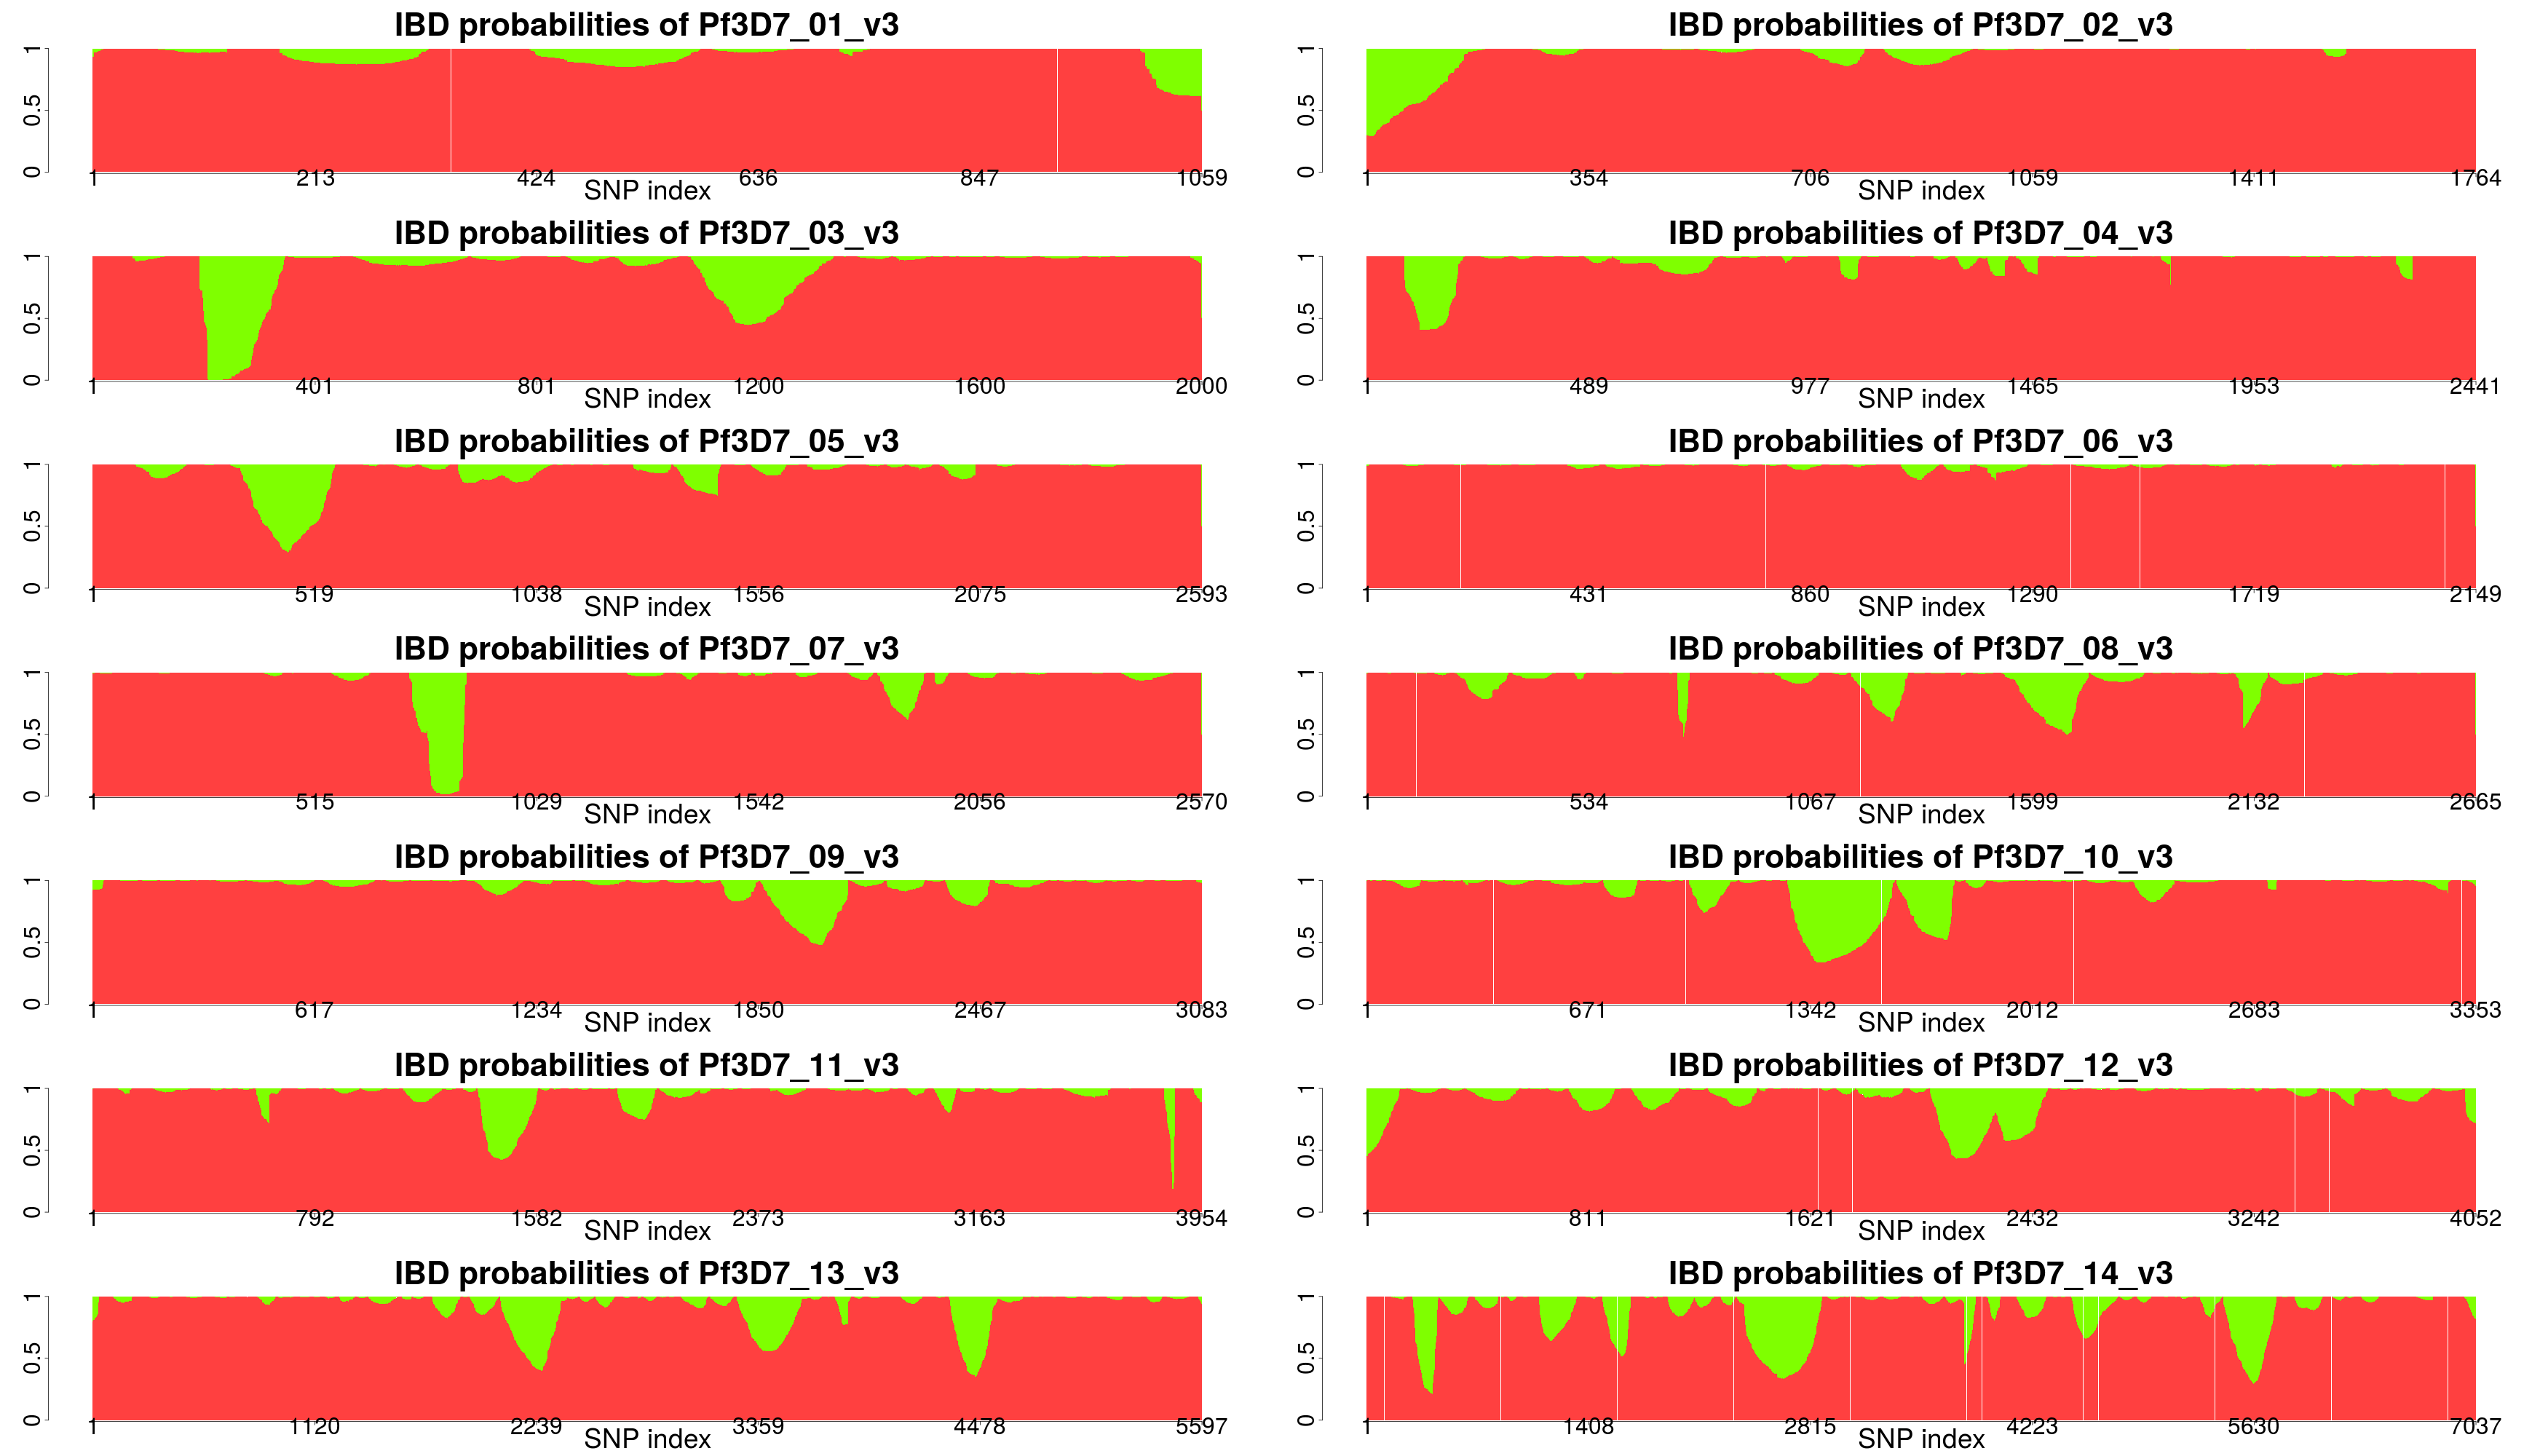 IBD probabilities of Pf3D7_01_v3
0 0.5 1
1 213 424 636 847 1059
SNP index
IBD probabilities of Pf3D7_02_v3
0 0.5 1
1 354 706 1059 1411 1764
SNP index
IBD probabilities of Pf3D7_03_v3
0 0.5 1
1 401 801 1200 1600 2000
SNP index
IBD probabilities of Pf3D7_04_v3
0 0.5 1
1 489 977 1465 1953 2441
SNP index
IBD probabilities of Pf3D7_05_v3
0 0.5 1
1 519 1038 1556 2075 2593
SNP index
IBD probabilities of Pf3D7_06_v3
0 0.5 1
1 431 860 1290 1719 2149
SNP index
IBD probabilities of Pf3D7_07_v3
0 0.5 1
1 515 1029 1542 2056 2570
SNP index
IBD probabilities of Pf3D7_08_v3
0 0.5 1
1 534 1067 1599 2132 2665
SNP index
IBD probabilities of Pf3D7_09_v3
0 0.5 1
1 617 1234 1850 2467 3083
SNP index
IBD probabilities of Pf3D7_10_v3
0 0.5 1
1 671 1342 2012 2683 3353
SNP index
IBD probabilities of Pf3D7_11_v3
0 0.5 1
1 792 1582 2373 3163 3954
SNP index
IBD probabilities of Pf3D7_12_v3
0 0.5 1
1 811 1621 2432 3242 4052
SNP index
IBD probabilities of Pf3D7_13_v3
0 0.5 1
1 1120 2239 3359 4478 5597
SNP index
IBD probabilities of Pf3D7_14_v3
0 0.5 1
1 1408 2815 4223 5630 7037
SNP index